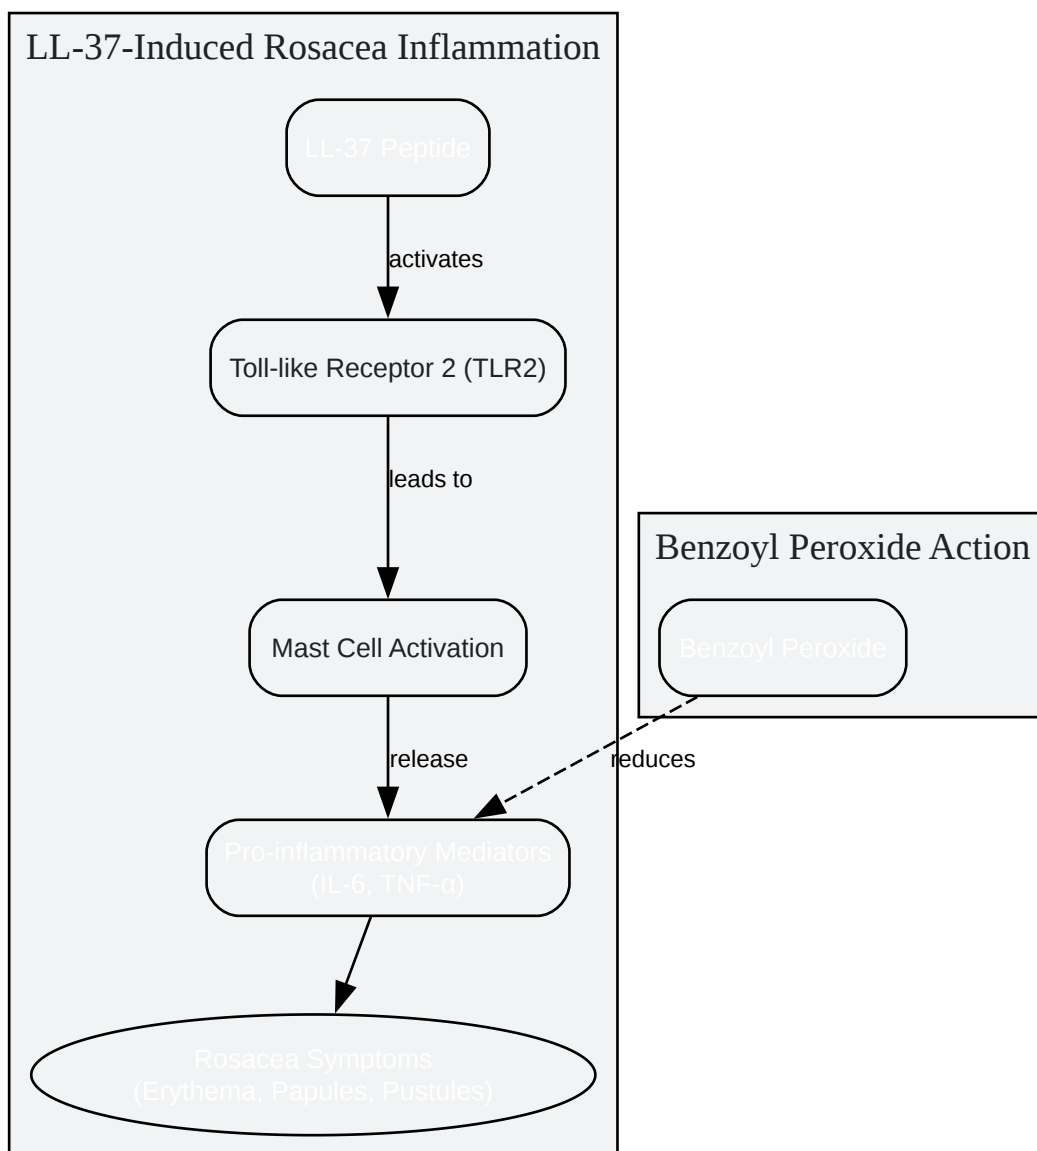 LL-37-Induced Rosacea Inflammation
LL-37 Peptide
activates
Toll-like Receptor 2 (TLR2)
leads to
Benzoyl Peroxide Action
Mast Cell Activation
Benzoyl Peroxide
release
reduces
Pro-inflammatory Mediators
(IL-6, TNF-α)
Rosacea Symptoms
(Erythema, Papules, Pustules)